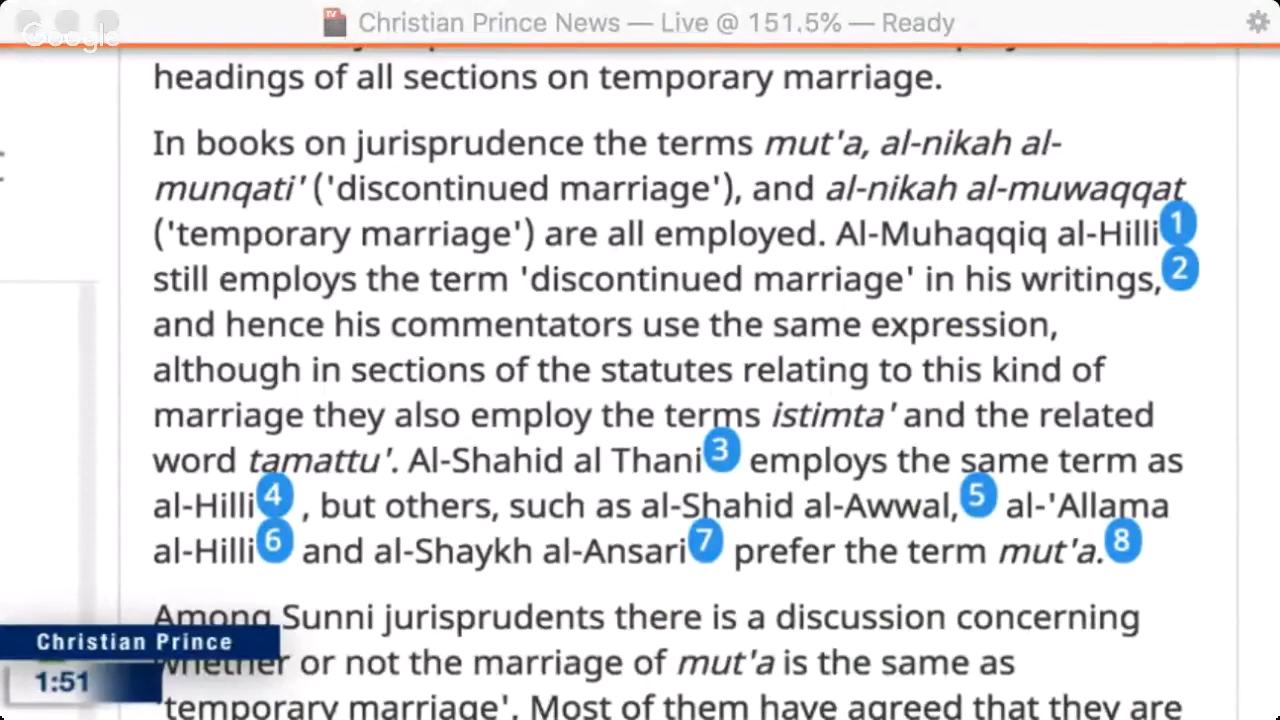 Google
Christian Prince News — Live @ 151.5% — Ready
headings of all sections on temporary marriage.
In books on jurisprudence the terms mut'a, al-nikah al-
munqati' ('discontinued marriage'), and al-nikah al-muwaqqat
('temporary marriage') are all employed. Al-Muhaqqiq al-Hilli 1
still employs the term 'discontinued marriage' in his writings, 2
and hence his commentators use the same expression,
although in sections of the statutes relating to this kind of
marriage they also employ the terms istimta' and the related
word tamattu'. Al-Shahid al Thani 3 employs the same term as
al-Hilli 4 , but others, such as al-Shahid al-Awwal, 5 al-'Allama
al-Hilli 6 and al-Shaykh al-Ansari 7 prefer the term mut'a. 8
Among Sunni jurisprudents there is a discussion concerning
whether or not the marriage of mut'a is the same as
'temporary marriage'. Most of them have agreed that they are
Christian Prince
1:51